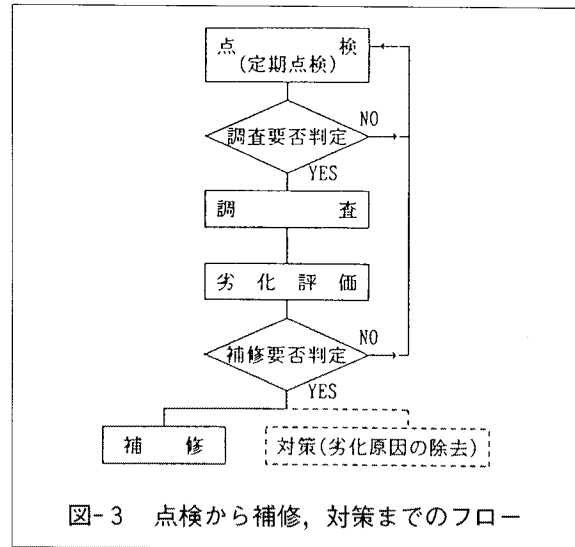 点　検
(定期点検)
調査要否判定
NO
YES
調　査
劣化評価
補修要否判定
NO
YES
補　修
対策(劣化原因の除去)
図-3　点検から補修，対策までのフロー